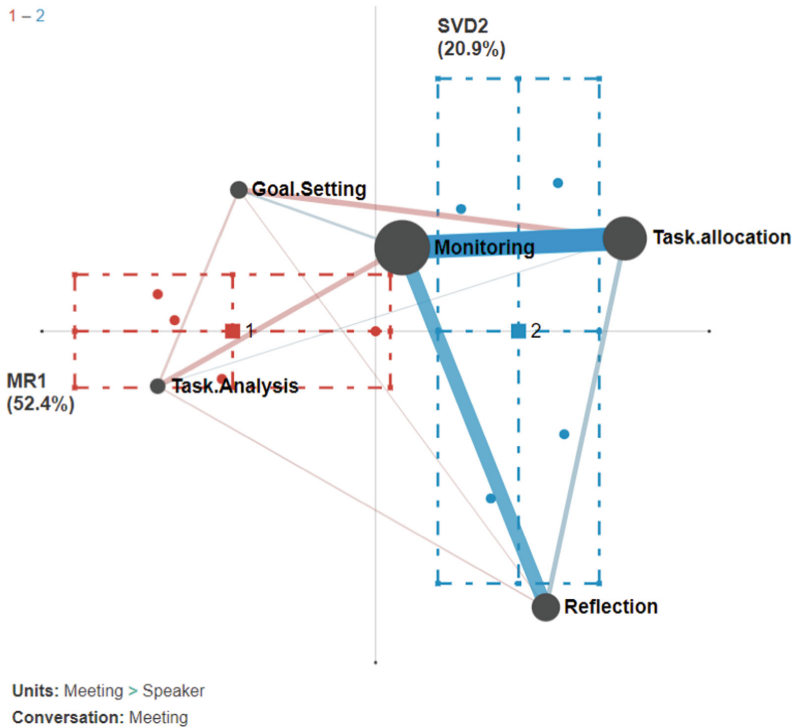 1 – 2
SVD2
(20.9%)
Goal.Setting
Monitoring
Task.allocation
1
2
MR1
(52.4%)
Task.Analysis
Reflection
Units: Meeting > Speaker
Conversation: Meeting